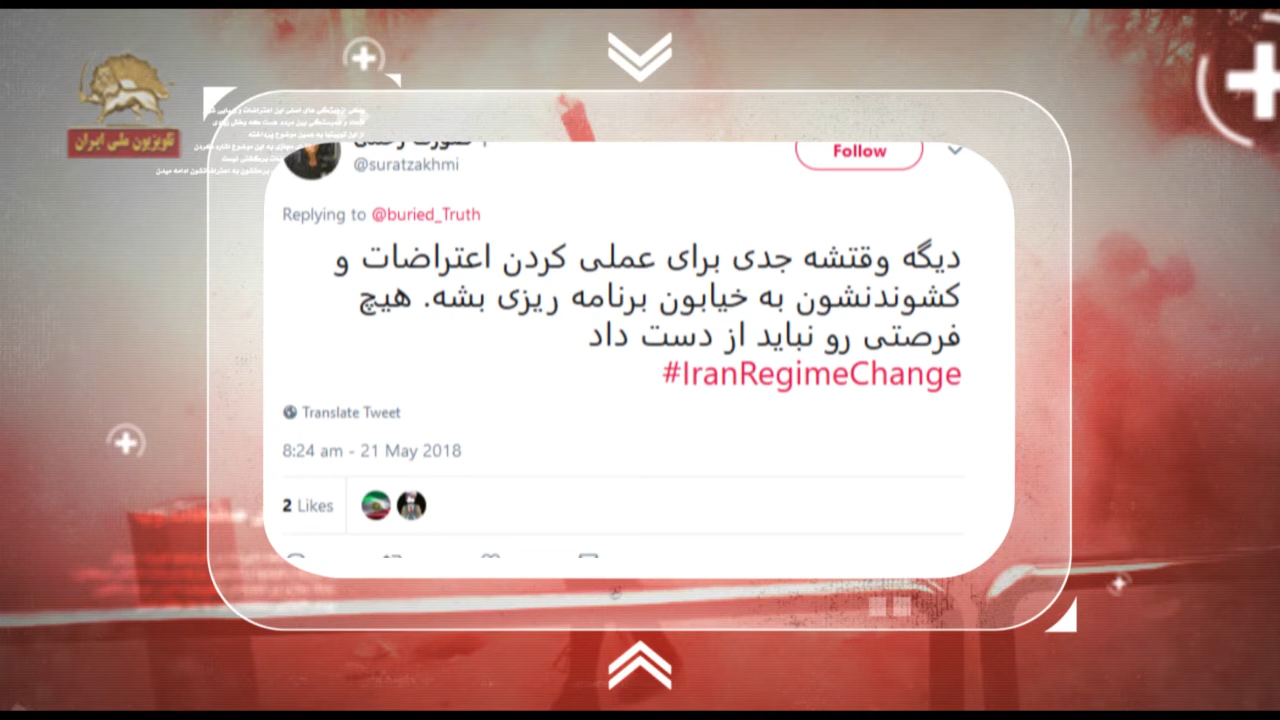 تلویزیون ملی ایران
@suratzakhmi
Follow
Replying to @buried_Truth
دیگه وقتشه جدی برای عملی کردن اعتراضات و
کشوندنشون به خیابون برنامه ریزی بشه. هیچ
فرصتی رو نباید از دست داد
#IranRegimeChange
Translate Tweet
8:24 am - 21 May 2018
2 Likes